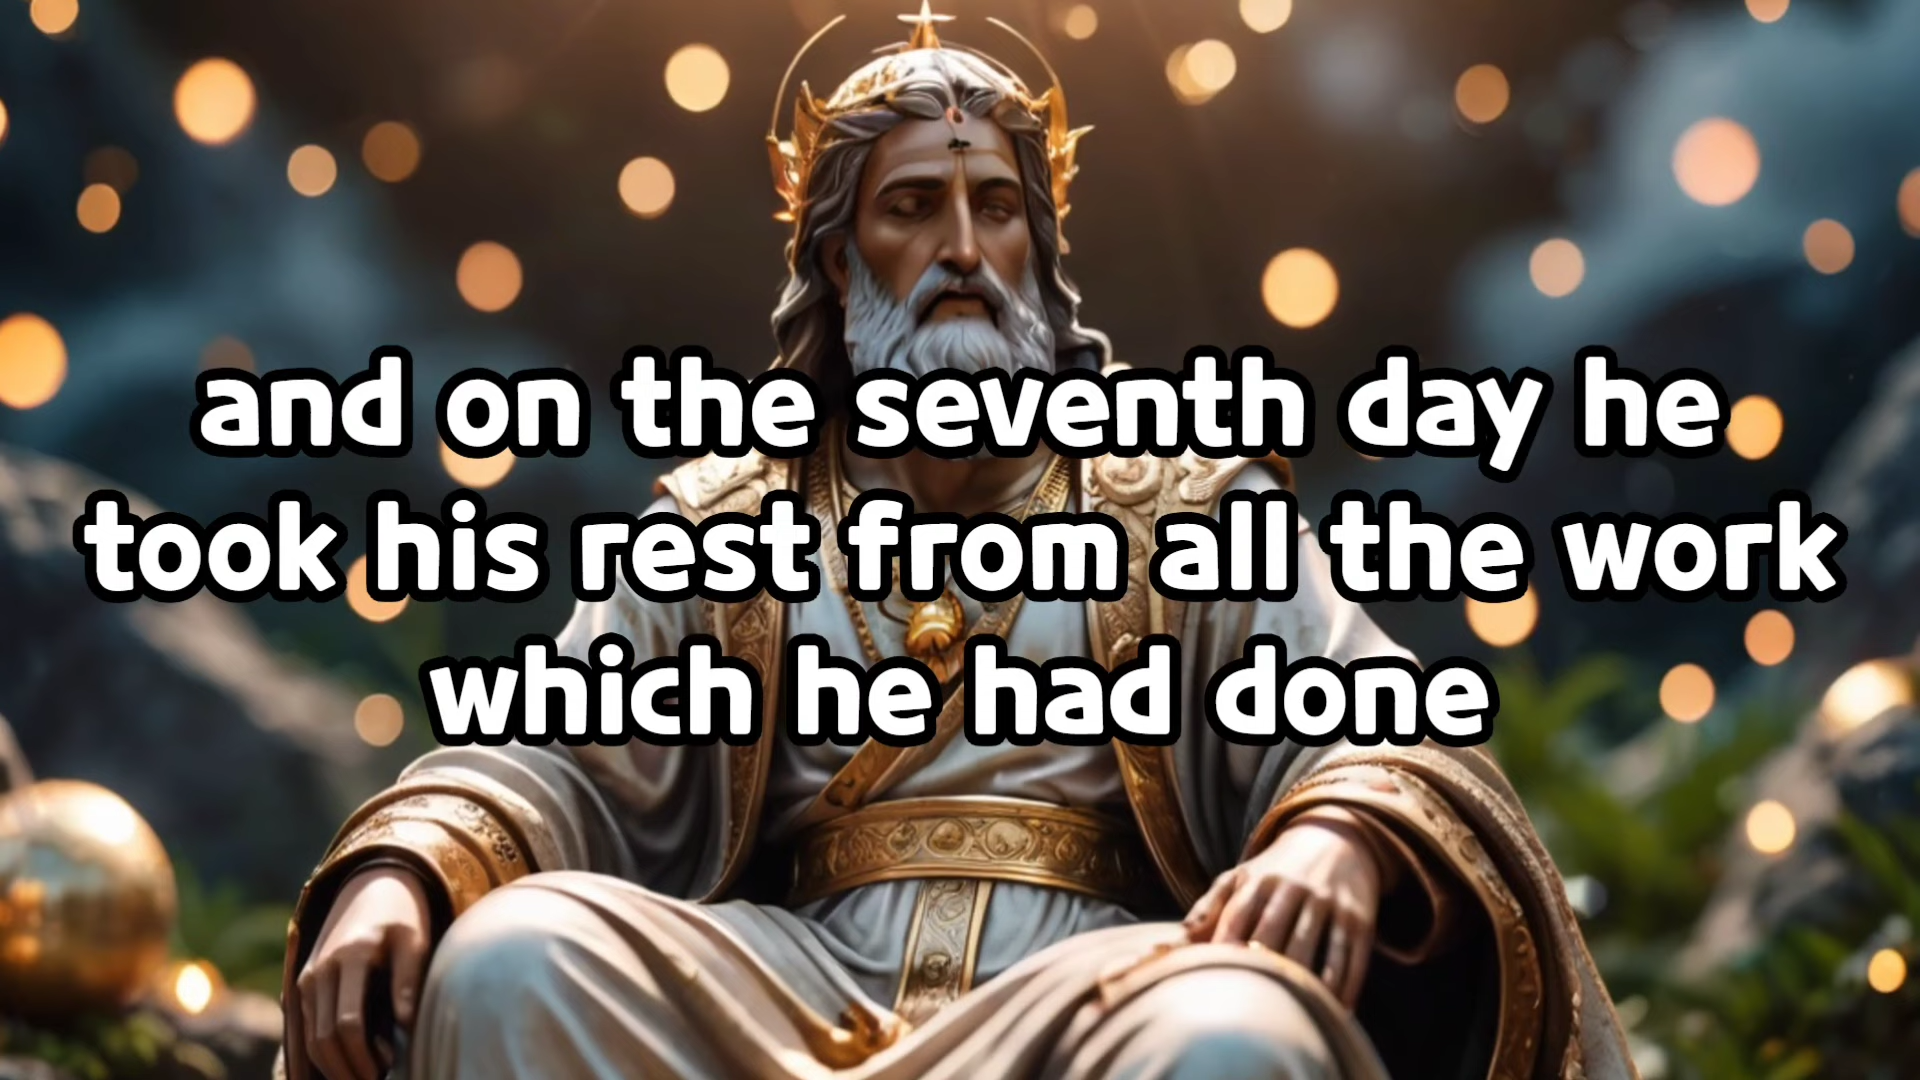 and on the seventh day he
took his rest from all the work
which he had done